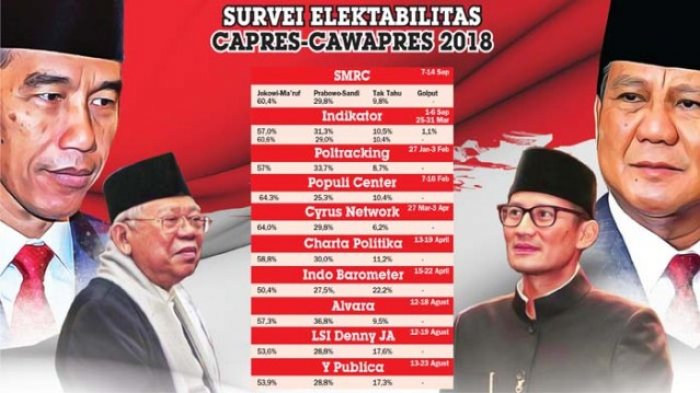 SURVEI ELEKTABILITAS
CAPRES-CAWAPRES 2018
SMRC 7-14 Sep
Jokowi-Ma'ruf Prabowo-Sandi Tak Tahu Golput
60,4% 29,8% 9,8% -
Indikator 1-6 Sep
25-31 Mar
57,0% 31,3% 10,5% 1,1%
60,6% 29,0% 10.4% -
Poltracking 27 Jan-3 Feb
57% 33,7% 8,7% -
Populi Center 7-16 Feb
64.3% 25,3% 10.4% -
Cyrus Network 27 Mar-3 Apr
64,0% 29,8% 6,2% -
Charta Politika 13-19 April
58,8% 30,0% 11,2% -
Indo Barometer 15-22 April
50,4% 27,5%, 22.2% -
Alvara 12-18 Agust
57,3% 36,8% 9,5% -
LSI Denny JA 12-19 Agust
53,6% 28,8% 17,6% -
Y Publica 13-23 Agust
53,9% 28,8% 17,3% -